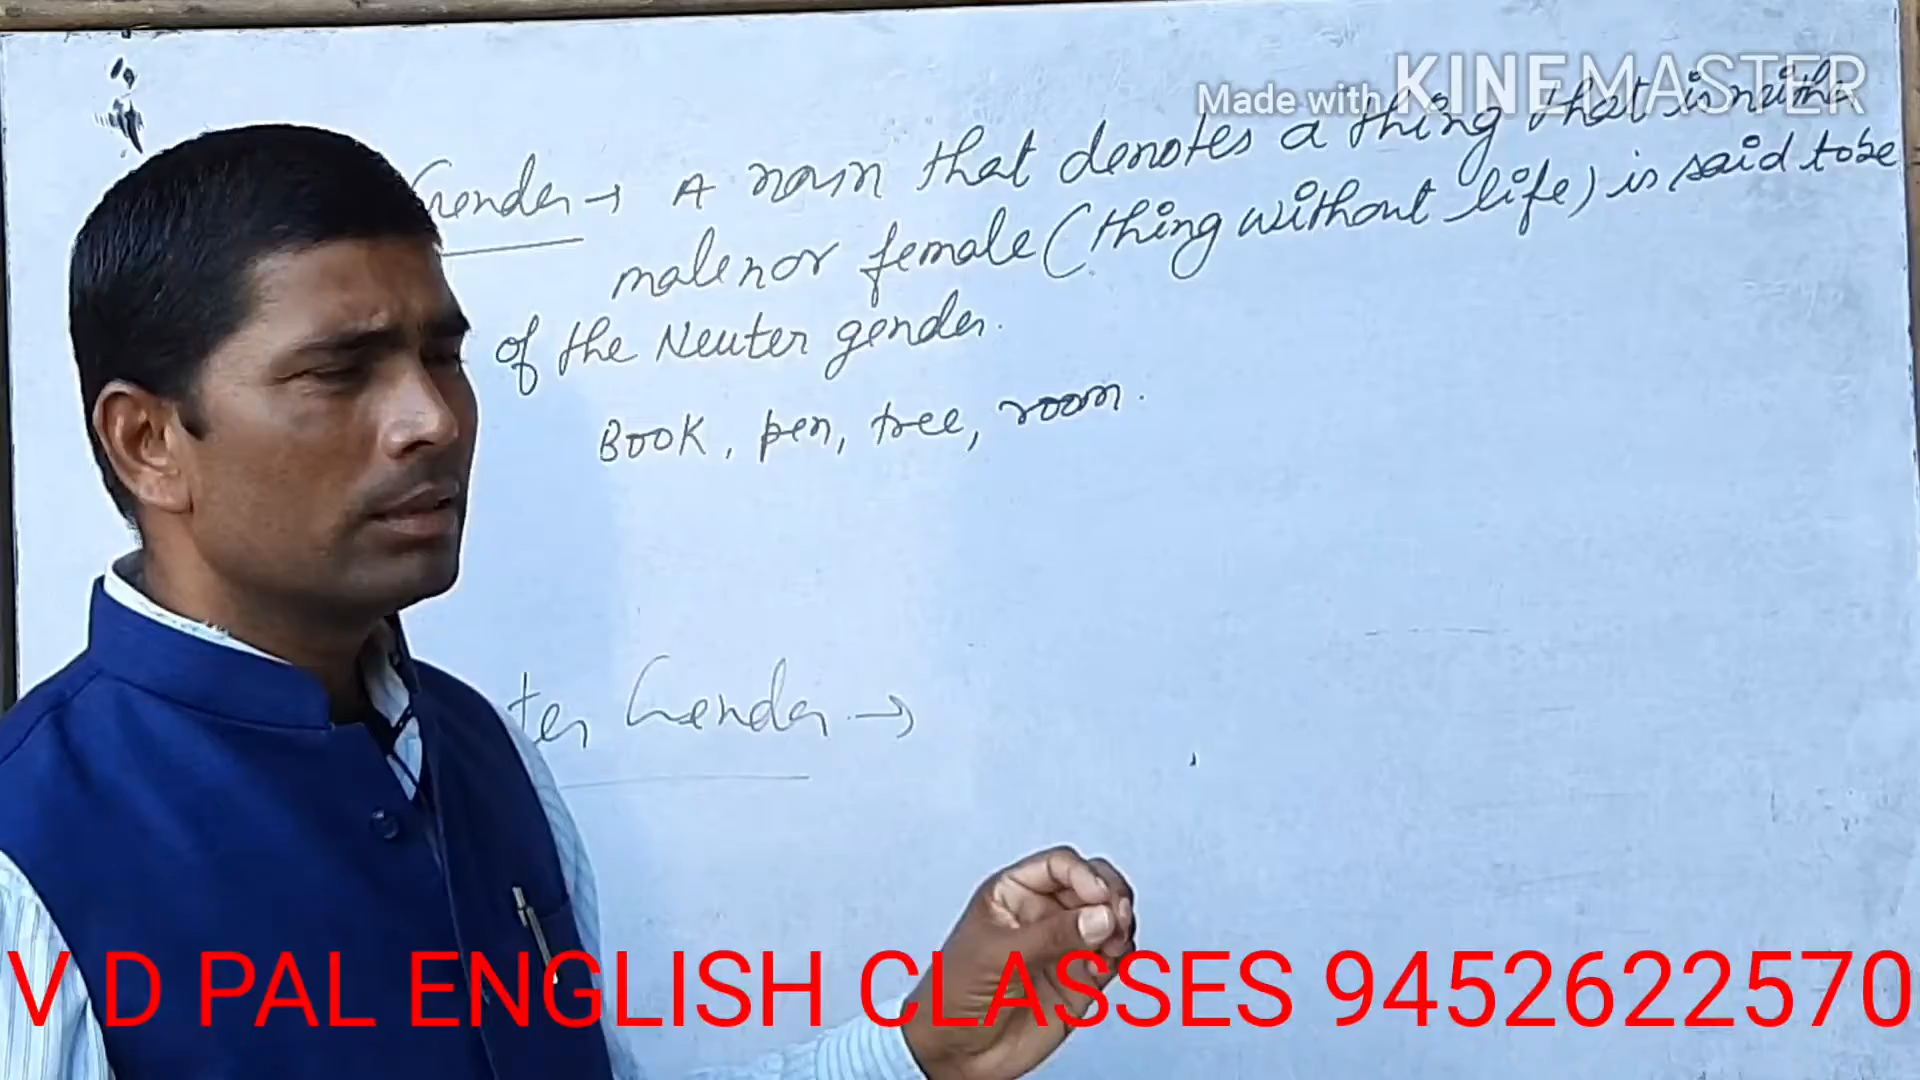 Made with KINEMASTER
Gender → A noun that denotes a thing that is neither
male nor female (thing without life) is said to be
of the Neuter gender.
BOOK, pen, tree, room.
ter Gender →
V D PAL ENGLISH CLASSES 9452622570